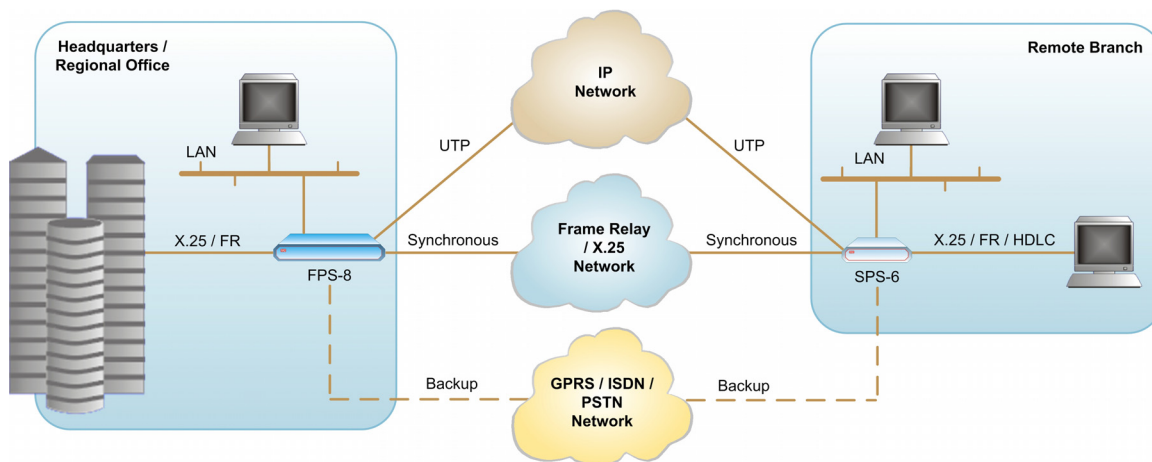 Headquarters /
Regional Office
IP
Network
Remote Branch
LAN
UTP
UTP
LAN
X.25 / FR
FPS-8
Synchronous
Frame Relay
/ X.25
Network
Synchronous
SPS-6
X.25 / FR / HDLC
Backup
GPRS / ISDN /
PSTN
Network
Backup